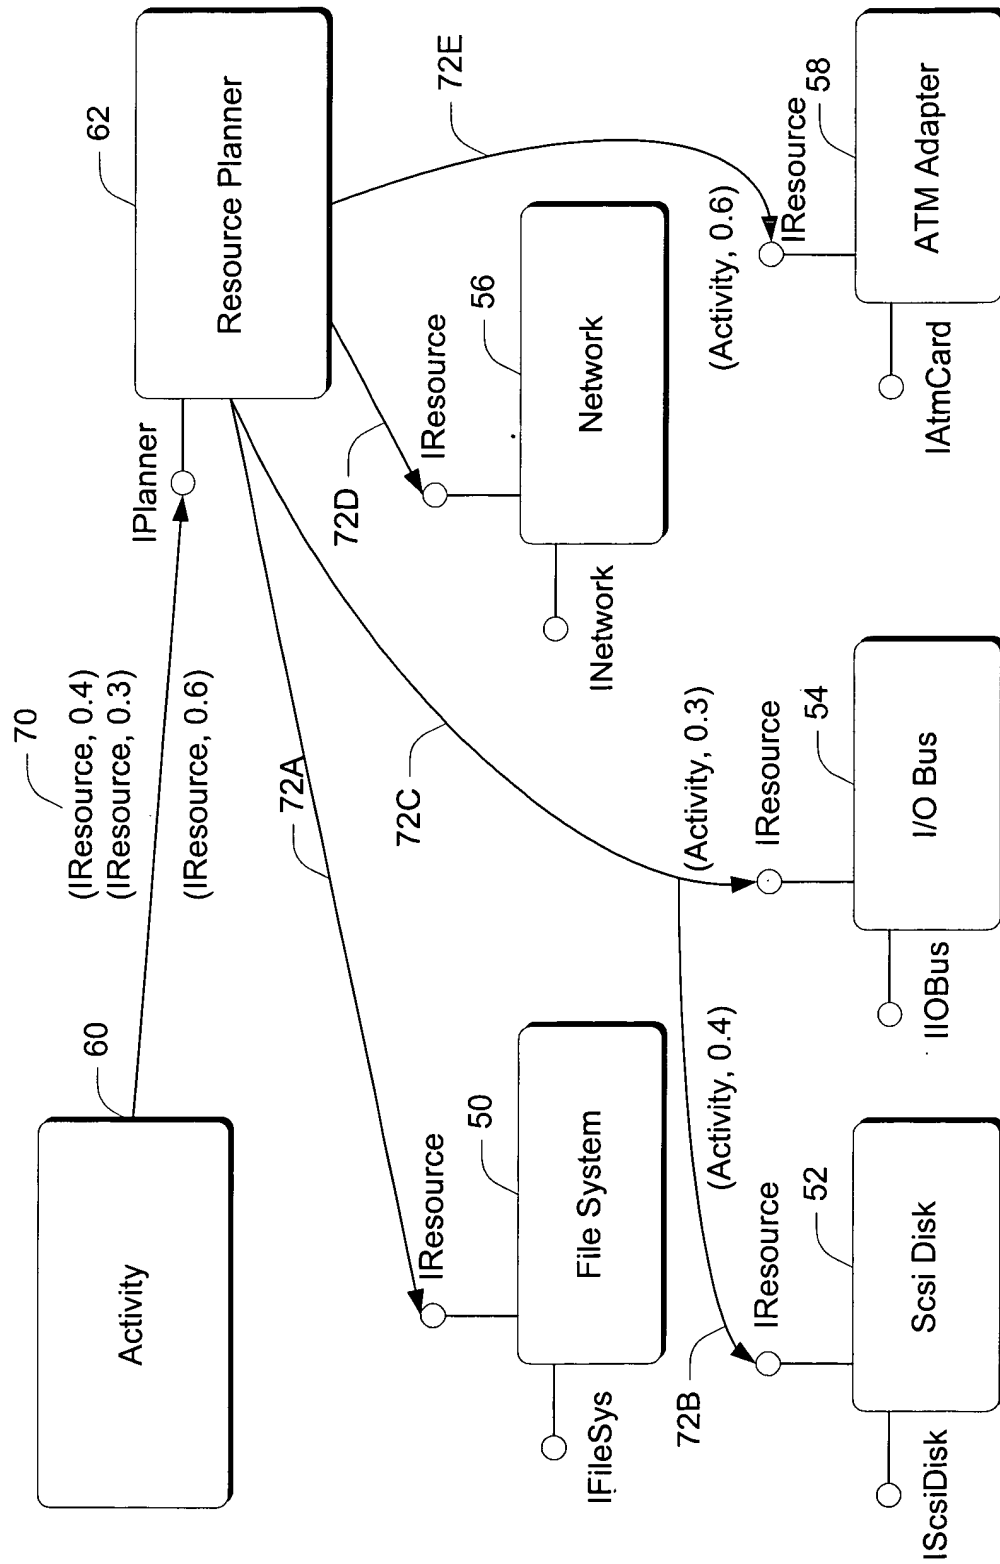 Activity
60
70
(IResource, 0.4)
(IResource, 0.3)
(IResource, 0.6)
IPlanner
62
Resource Planner
72A
72C
72D
72E
IFileSys
IResource
50
File System
INetwork
IResource
56
Network
72B
(Activity, 0.4)
(Activity, 0.3)
(Activity, 0.6)
IScsiDisk
IResource
52
Scsi Disk
IIOBus
IResource
54
I/O Bus
IAtmCard
IResource
58
ATM Adapter